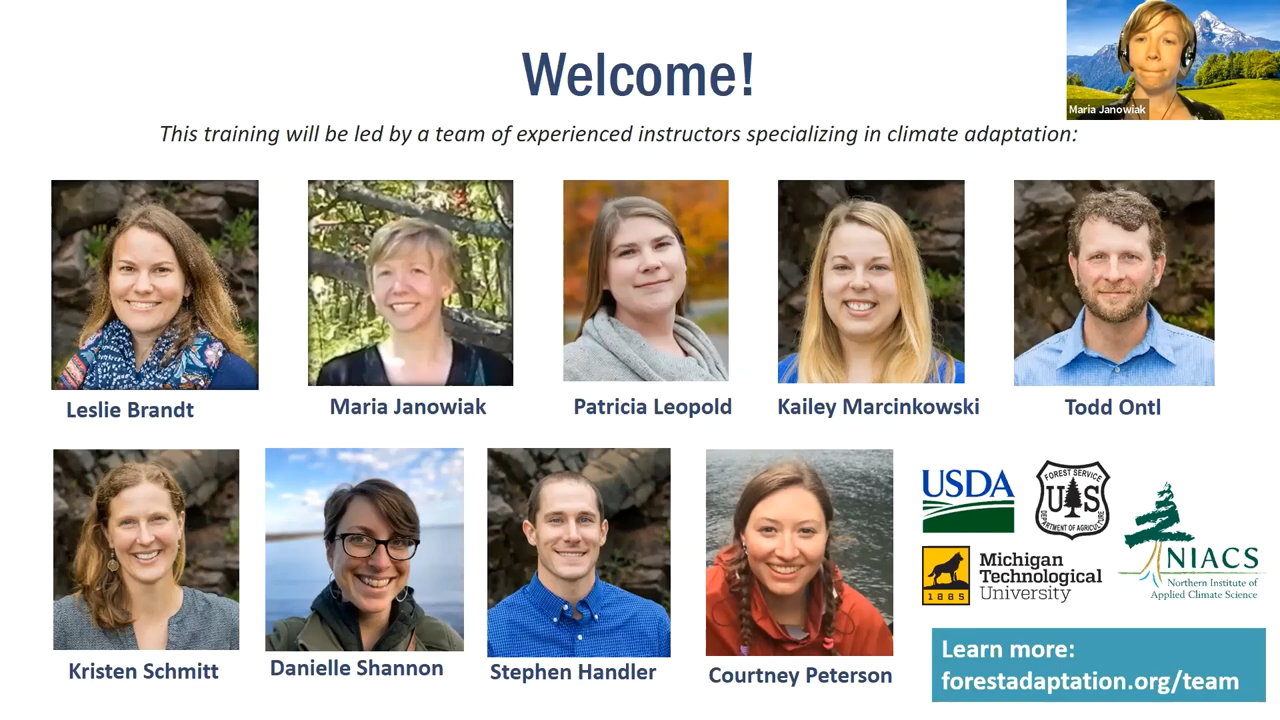 Welcome!
Maria Janowiak
This training will be led by a team of experienced instructors specializing in climate adaptation:
Leslie Brandt
Maria Janowiak
Patricia Leopold
Kailey Marcinkowski
Todd Ontl
Kristen Schmitt
Danielle Shannon
Stephen Handler
Courtney Peterson
USDA
FOREST SERVICE
U S
DEPARTMENT OF AGRICULTURE
1885
Michigan
Technological
University
NIACS
Northern Institute of
Applied Climate Science
Learn more:
forestadaptation.org/team